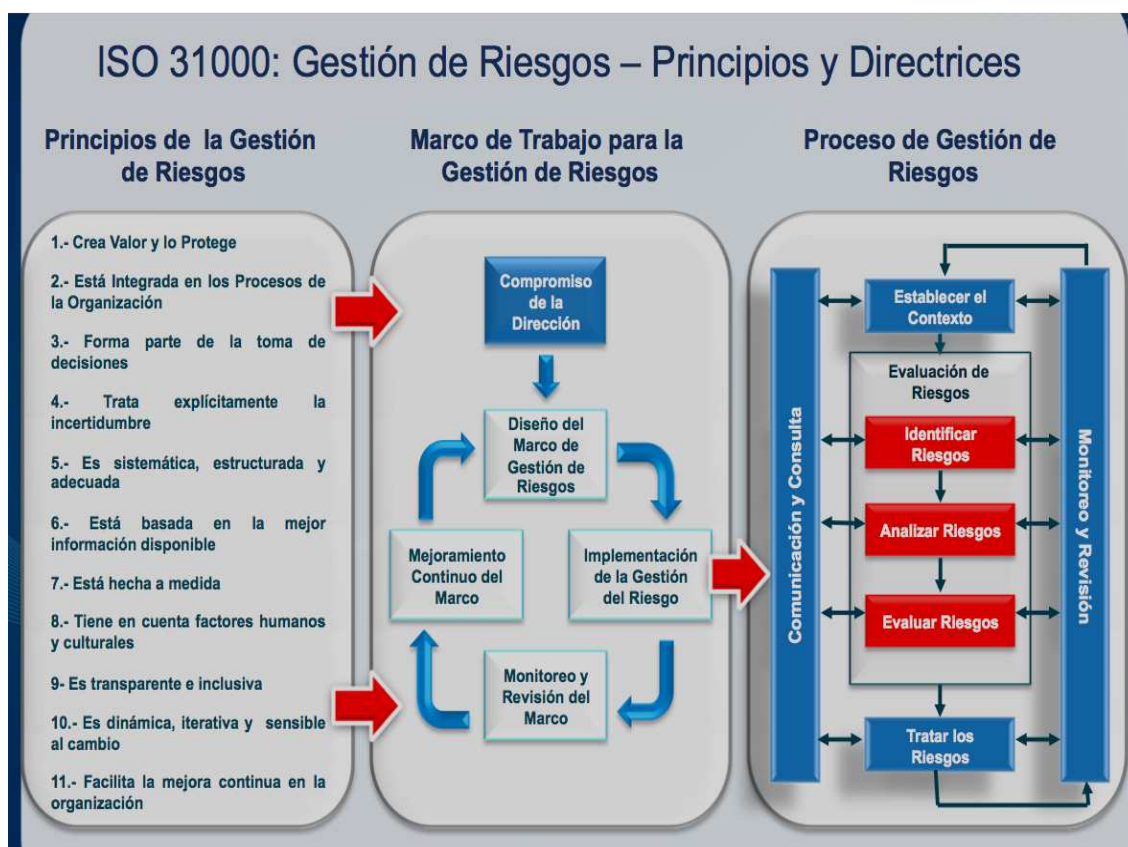 ISO 31000: Gestión de Riesgos – Principios y Directrices
Principios de la Gestión
de Riesgos
1.- Crea Valor y lo Protege
2.- Está Integrada en los Procesos de
la Organización
3.- Forma parte de la toma de
decisiones
4.- Trata explícitamente la
incertidumbre
5.- Es sistemática, estructurada y
adecuada
6.- Está basada en la mejor
información disponible
7.- Está hecha a medida
8.- Tiene en cuenta factores humanos
y culturales
9- Es transparente e inclusiva
10.- Es dinámica, iterativa y sensible
al cambio
11.- Facilita la mejora continua en la
organización
Marco de Trabajo para la
Gestión de Riesgos
Compromiso
de la
Dirección
Diseño del
Marco de
Gestión de
Riesgos
Mejoramiento
Continuo del
Marco
Implementación
de la Gestión
del Riesgo
Monitoreo y
Revisión del
Marco
Proceso de Gestión de
Riesgos
Comunicación y Consulta
Establecer el
Contexto
Evaluación de
Riesgos
Identificar
Riesgos
Analizar Riesgos
Evaluar Riesgos
Tratar los
Riesgos
Monitoreo y Revisión